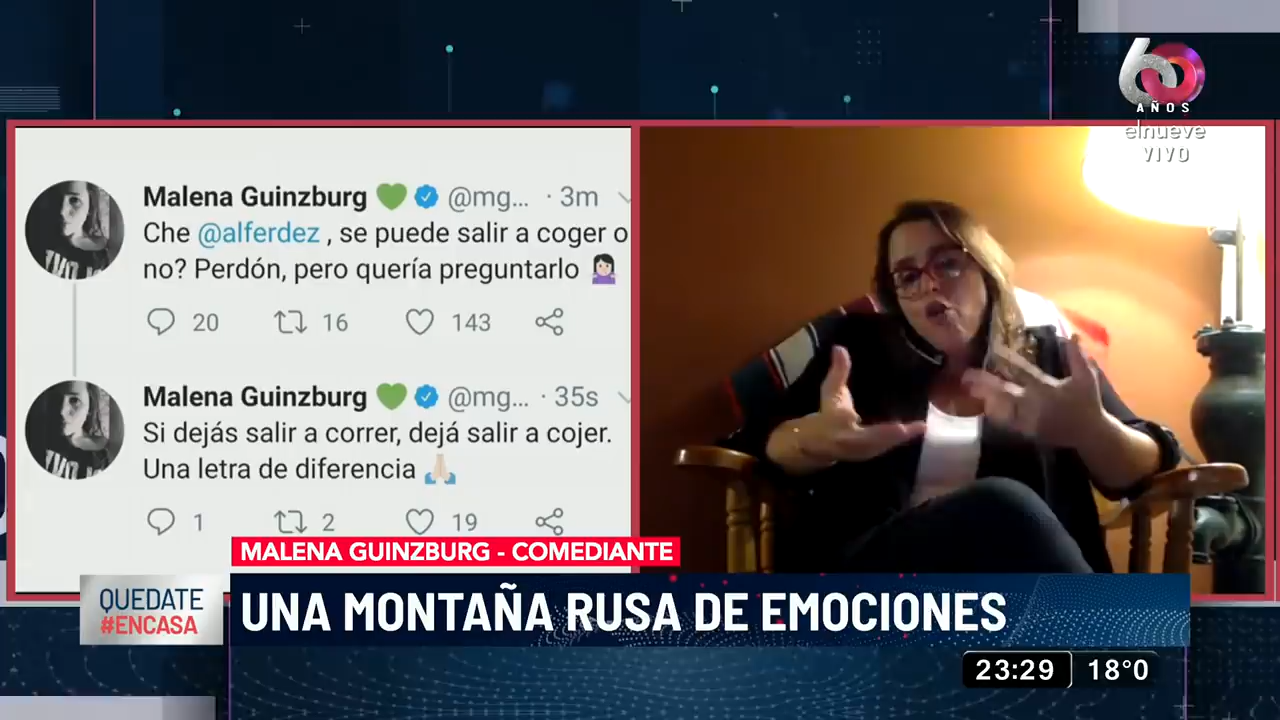 60
AÑOS
elnueve
VIVO
Malena Guinzburg 💚 @mg... · 3m
Che @alferdez , se puede salir a coger o
no? Perdón, pero quería preguntarlo 🤷🏻‍♀️
20 16 143
Malena Guinzburg 💚 @mg... · 35s
Si dejás salir a correr, dejá salir a cojer.
Una letra de diferencia 🙏🏻
1 2 19
MALENA GUINZBURG - COMEDIANTE
QUEDATE
#ENCASA
UNA MONTAÑA RUSA DE EMOCIONES
23:29 18°0